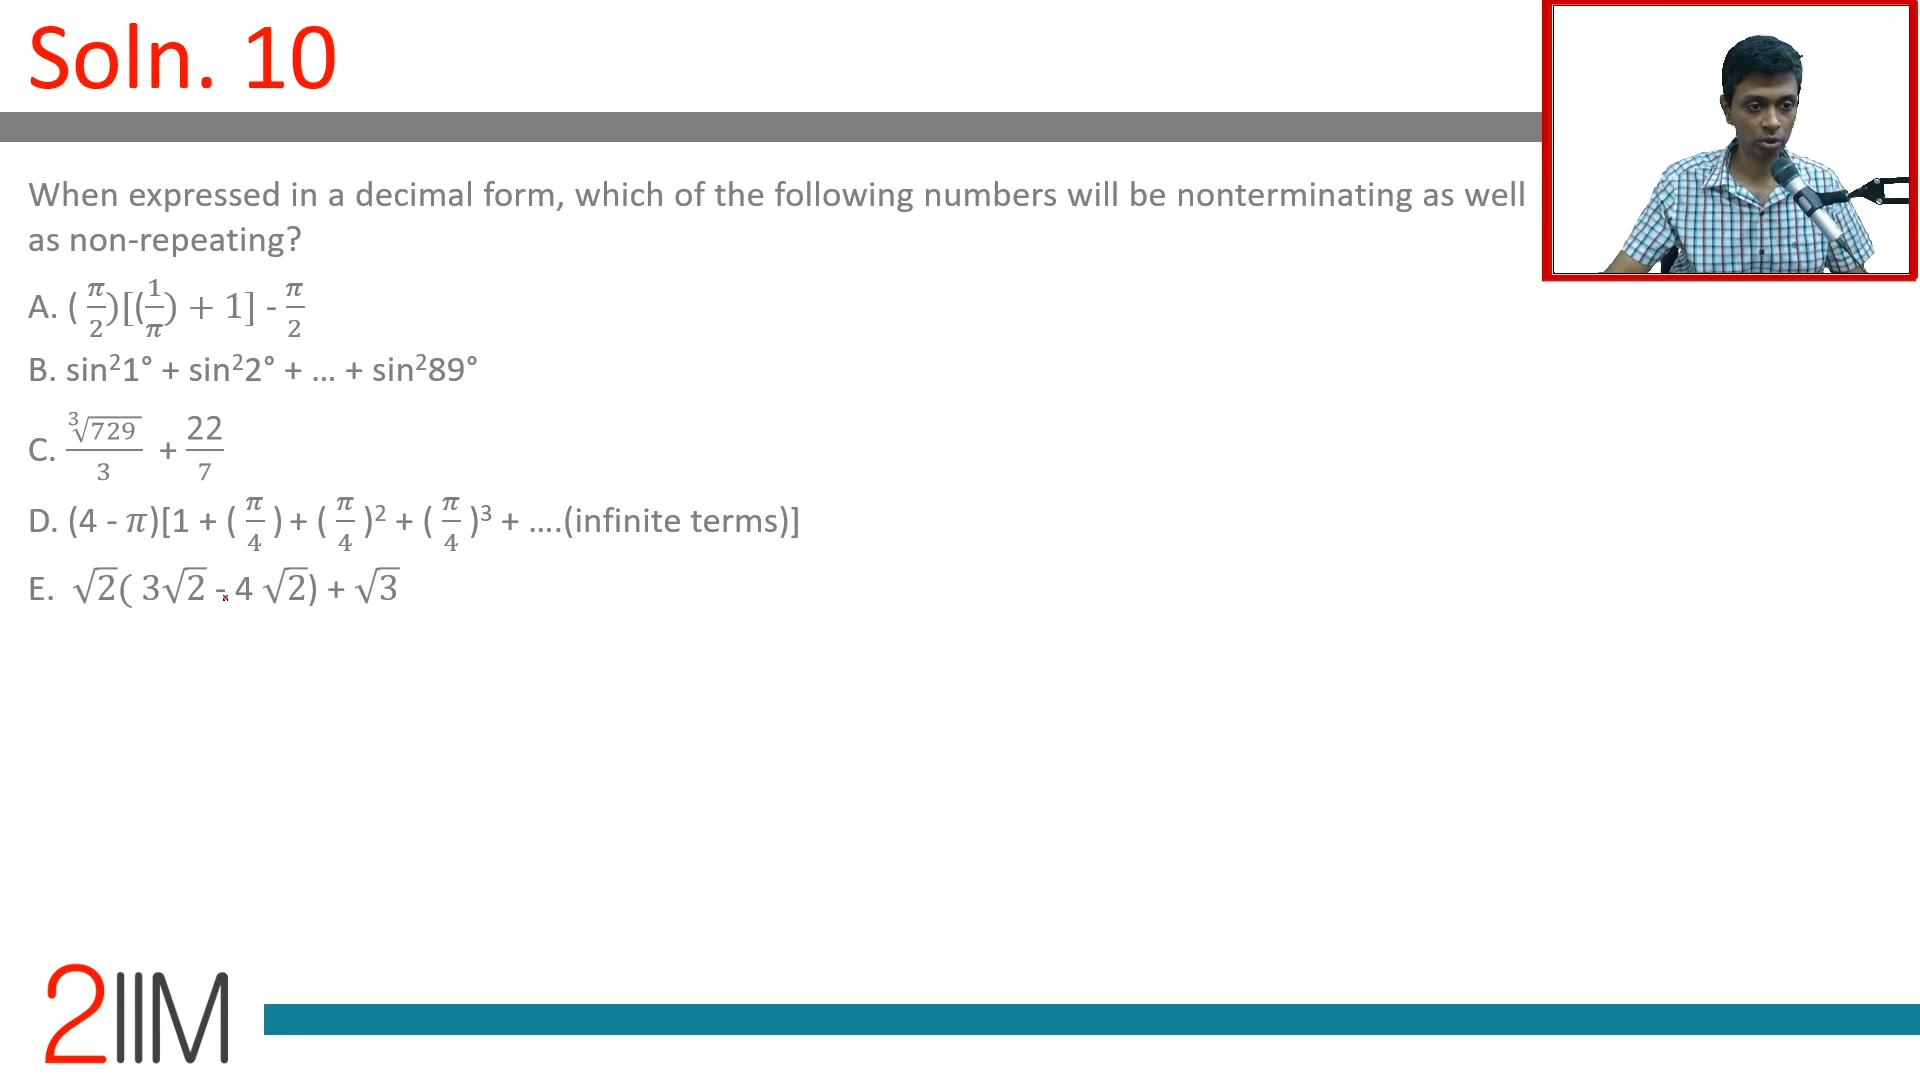 Soln. 10
When expressed in a decimal form, which of the following numbers will be nonterminating as well
as non-repeating?
A. (π/2)[(1/π) + 1] - π/2
B. sin²1° + sin²2° + ... + sin²89°
C. ∛729/3 + 22/7
D. (4 - π)[1 + (π/4) + (π/4)² + (π/4)³ + ....(infinite terms)]
E. √2( 3√2 - 4 √2) + √3
2IIM